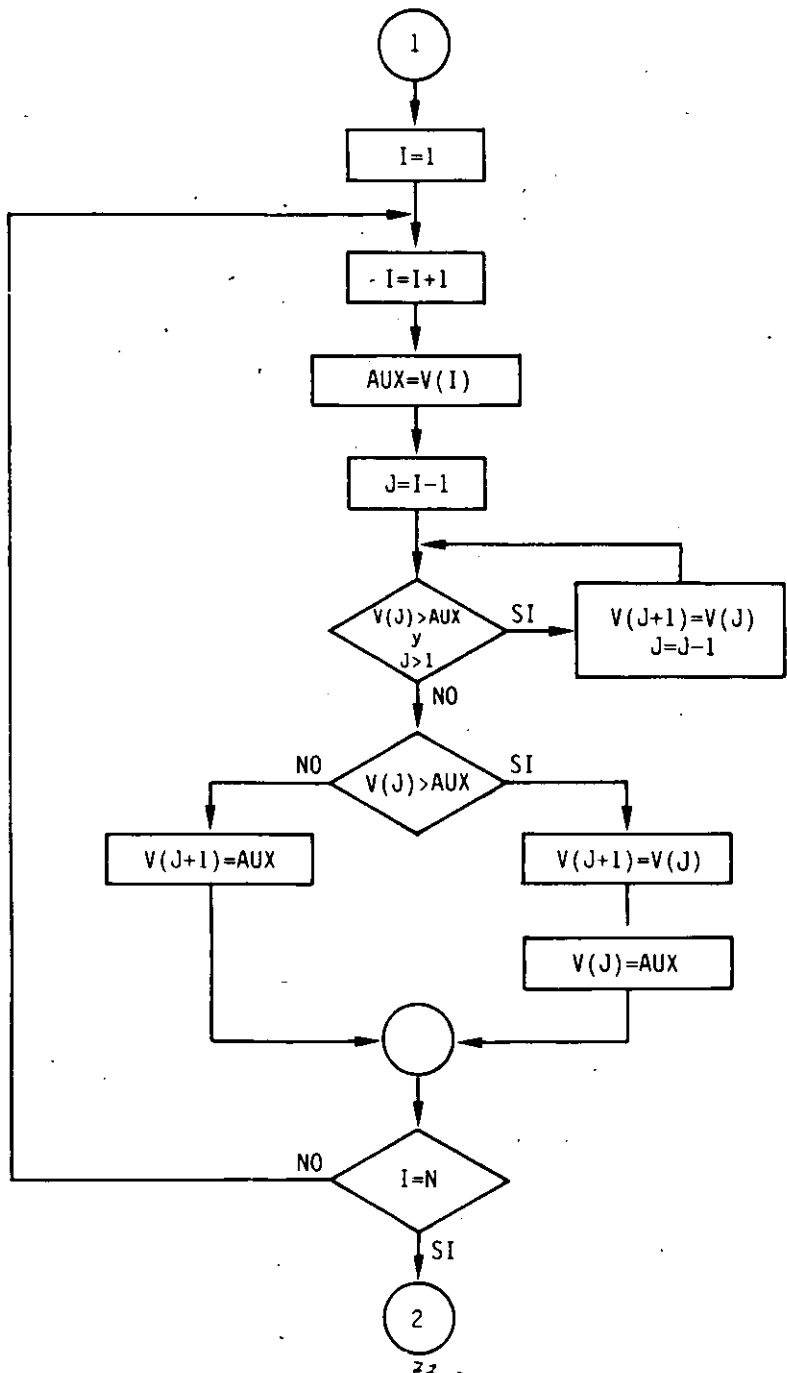 1
I=1
I=I+1
AUX=V(I)
J=I-1
V(J)>AUX
y
J>1
SI
V(J+1)=V(J)
J=J-1
NO
NO
V(J)>AUX
SI
V(J+1)=AUX
V(J+1)=V(J)
V(J)=AUX
NO
I=N
SI
2